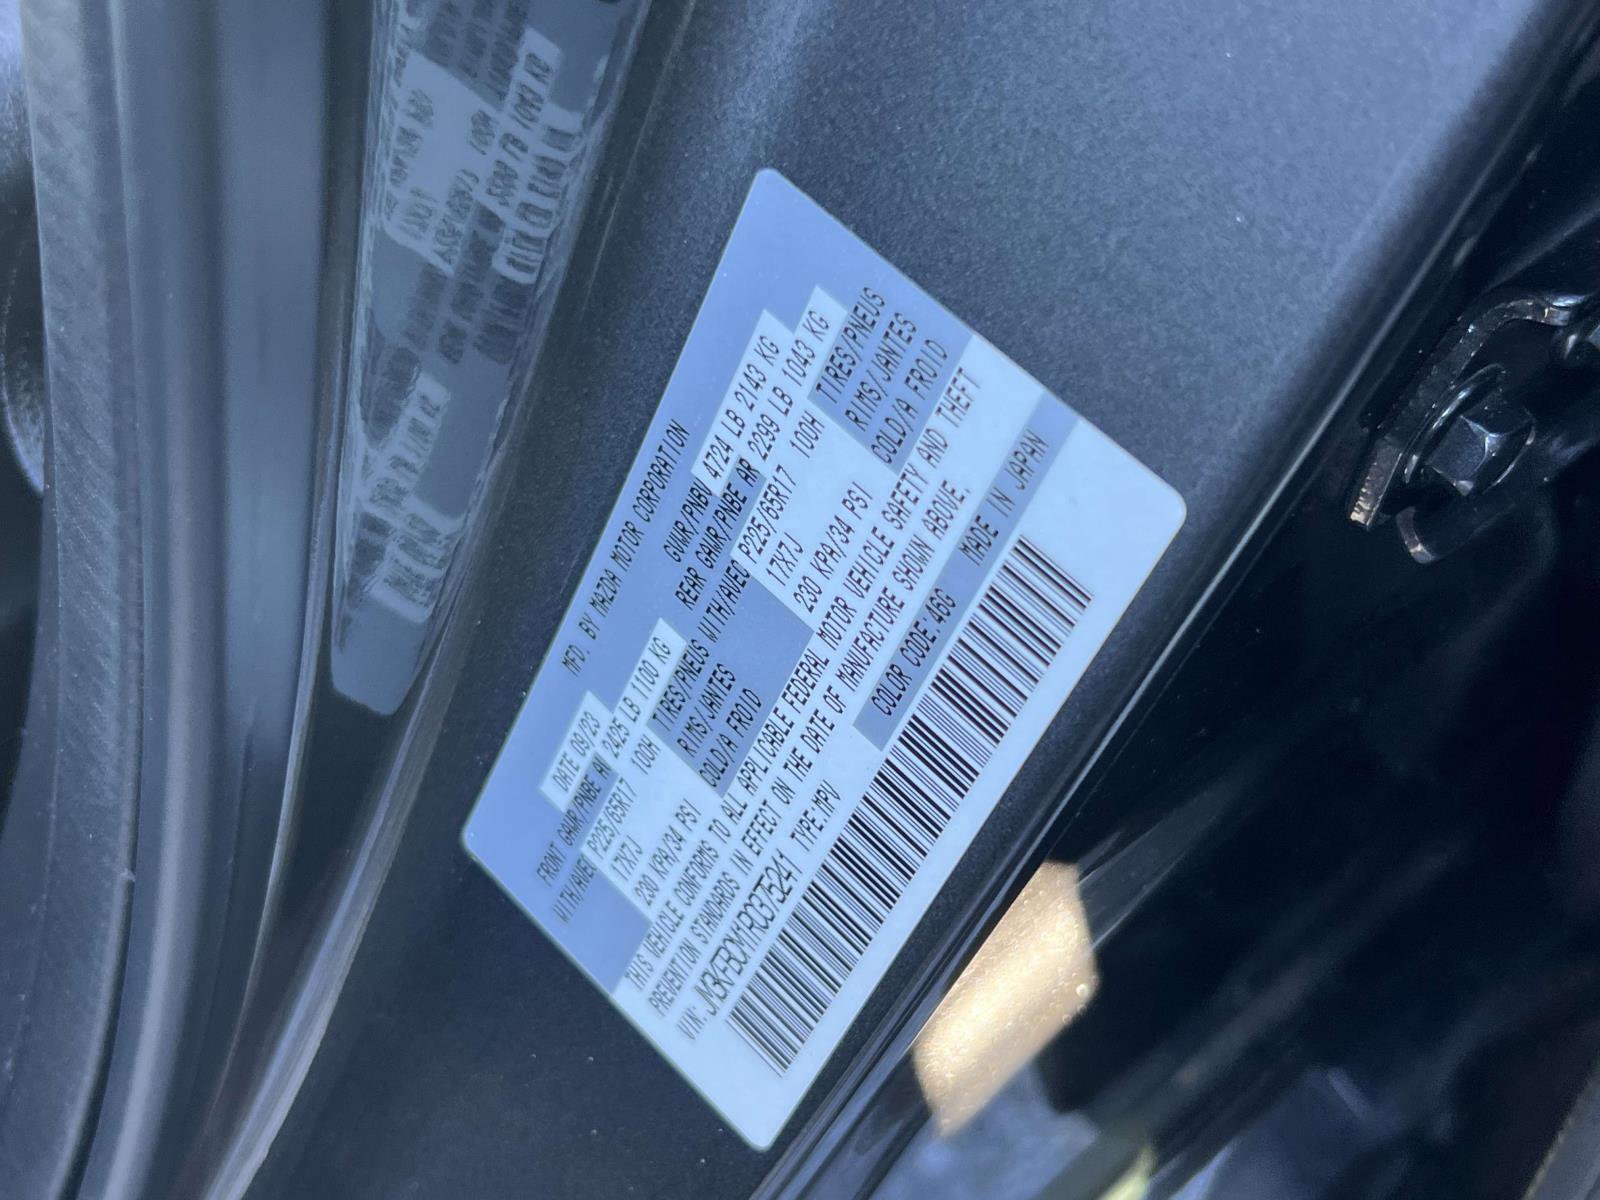 MFD. BY MAZDA MOTOR CORPORATION
DATE 09/23 GVWR/PNBV 4724 LB 2143 KG
FRONT GAWR/PNBE AV 2425 LB 1100 KG REAR GAWR/PNBE AR 2299 LB 1043 KG
WITH/AVEC P225/65R17 100H TIRES/PNEUS WITH/AVEC P225/65R17 100H TIRES/PNEUS
17X7J RIMS/JANTES 17X7J RIMS/JANTES
230 KPA/34 PSI COLD/A FROID 230 KPA/34 PSI COLD/A FROID
THIS VEHICLE CONFORMS TO ALL APPLICABLE FEDERAL MOTOR VEHICLE SAFETY AND THEFT
PREVENTION STANDARDS IN EFFECT ON THE DATE OF MANUFACTURE SHOWN ABOVE.
VIN: JM3KFBCM1R0375241 TYPE:MPV COLOR CODE:46G MADE IN JAPAN